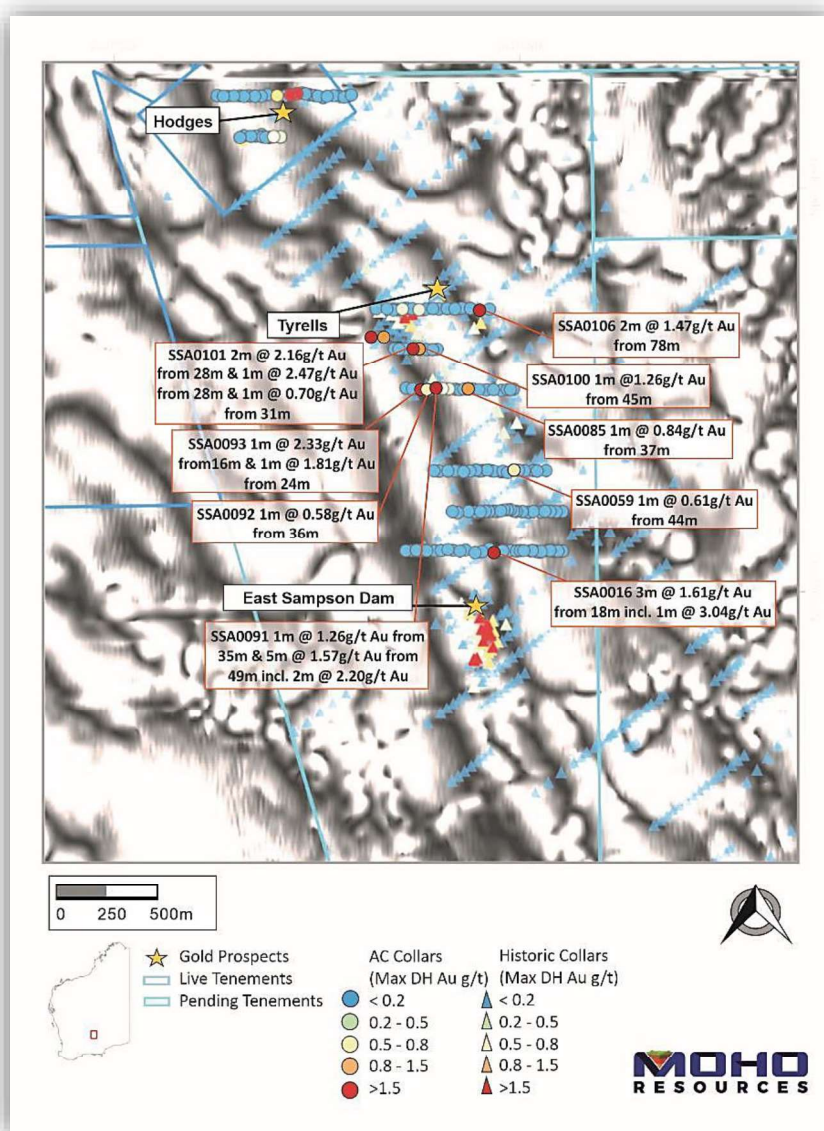 Hodges
Tyrells
SSA0106 2m @ 1.47g/t Au
from 78m
SSA0101 2m @ 2.16g/t Au
from 28m & 1m @ 2.47g/t Au
from 28m & 1m @ 0.70g/t Au
from 31m
SSA0100 1m @1.26g/t Au
from 45m
SSA0085 1m @ 0.84g/t Au
from 37m
SSA0093 1m @ 2.33g/t Au
from16m & 1m @ 1.81g/t Au
from 24m
SSA0059 1m @ 0.61g/t Au
from 44m
SSA0092 1m @ 0.58g/t Au
from 36m
East Sampson Dam
SSA0016 3m @ 1.61g/t Au
from 18m incl. 1m @ 3.04g/t Au
SSA0091 1m @ 1.26g/t Au from
35m & 5m @ 1.57g/t Au from
49m incl. 2m @ 2.20g/t Au
0 250 500m
Gold Prospects
Live Tenements
Pending Tenements
AC Collars
(Max DH Au g/t)
< 0.2
0.2 - 0.5
0.5 - 0.8
0.8 - 1.5
>1.5
Historic Collars
(Max DH Au g/t)
< 0.2
0.2 - 0.5
0.5 - 0.8
0.8 - 1.5
>1.5
MOHO
RESOURCES